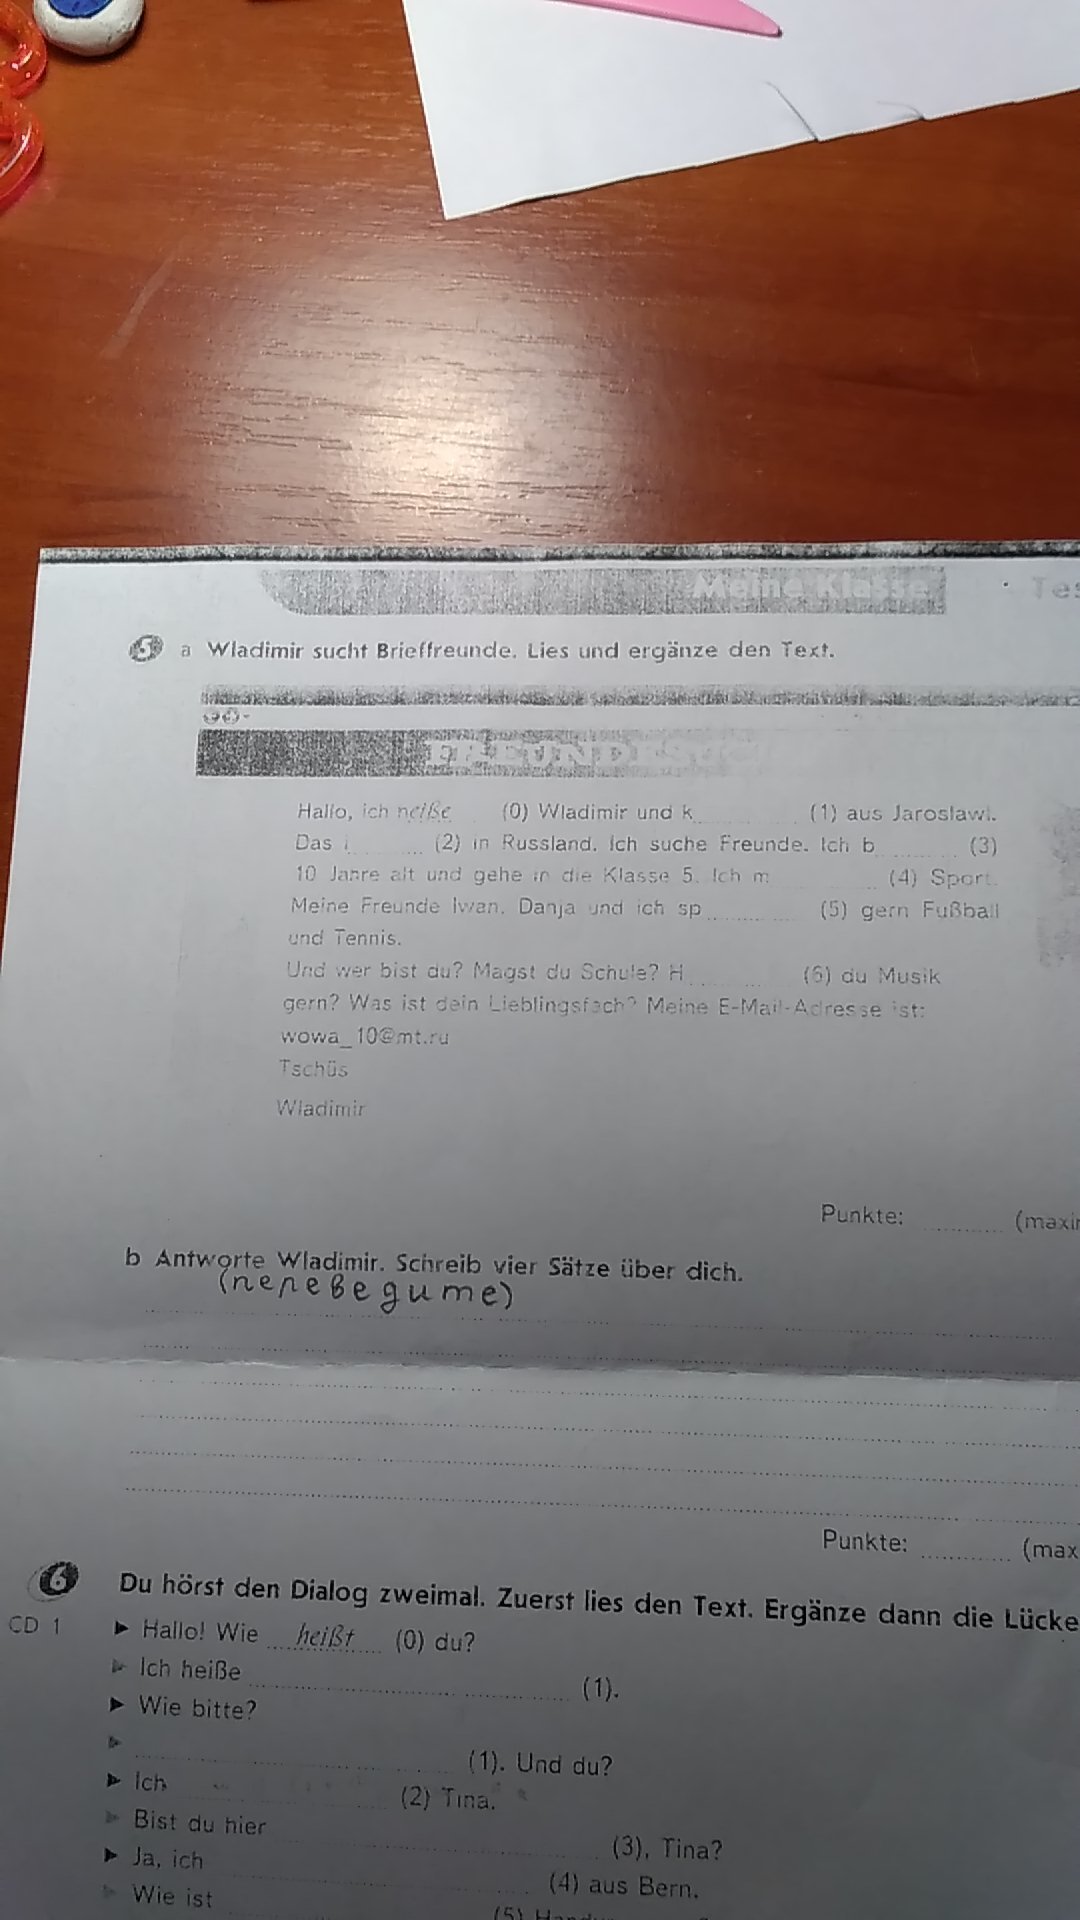 Meine Klasse Tes
5 a Wladimir sucht Brieffreunde. Lies und ergänze den Text.
Hallo, ich heiße (0) Wladimir und k (1) aus Jaroslawl.
Das i (2) in Russland. Ich suche Freunde. Ich b (3)
10 Jahre alt und gehe in die Klasse 5. Ich m (4) Sport.
Meine Freunde Iwan, Danja und ich sp (5) gern Fußball
und Tennis.
Und wer bist du? Magst du Schule? H (6) du Musik
gern? Was ist dein Lieblingsfach? Meine E-Mail-Adresse ist:
wowa_10@mt.ru
Tschüs
Wladimir
Punkte: (maxi
b Antworte Wladimir. Schreib vier Sätze über dich.
(переведите)
Punkte: (max
6 Du hörst den Dialog zweimal. Zuerst lies den Text. Ergänze dann die Lücke
CD 1 ► Hallo! Wie heißt (0) du?
► Ich heiße (1).
► Wie bitte?
► (1). Und du?
► Ich (2) Tina.
► Bist du hier (3), Tina?
► Ja, ich (4) aus Bern.
► Wie ist (5)